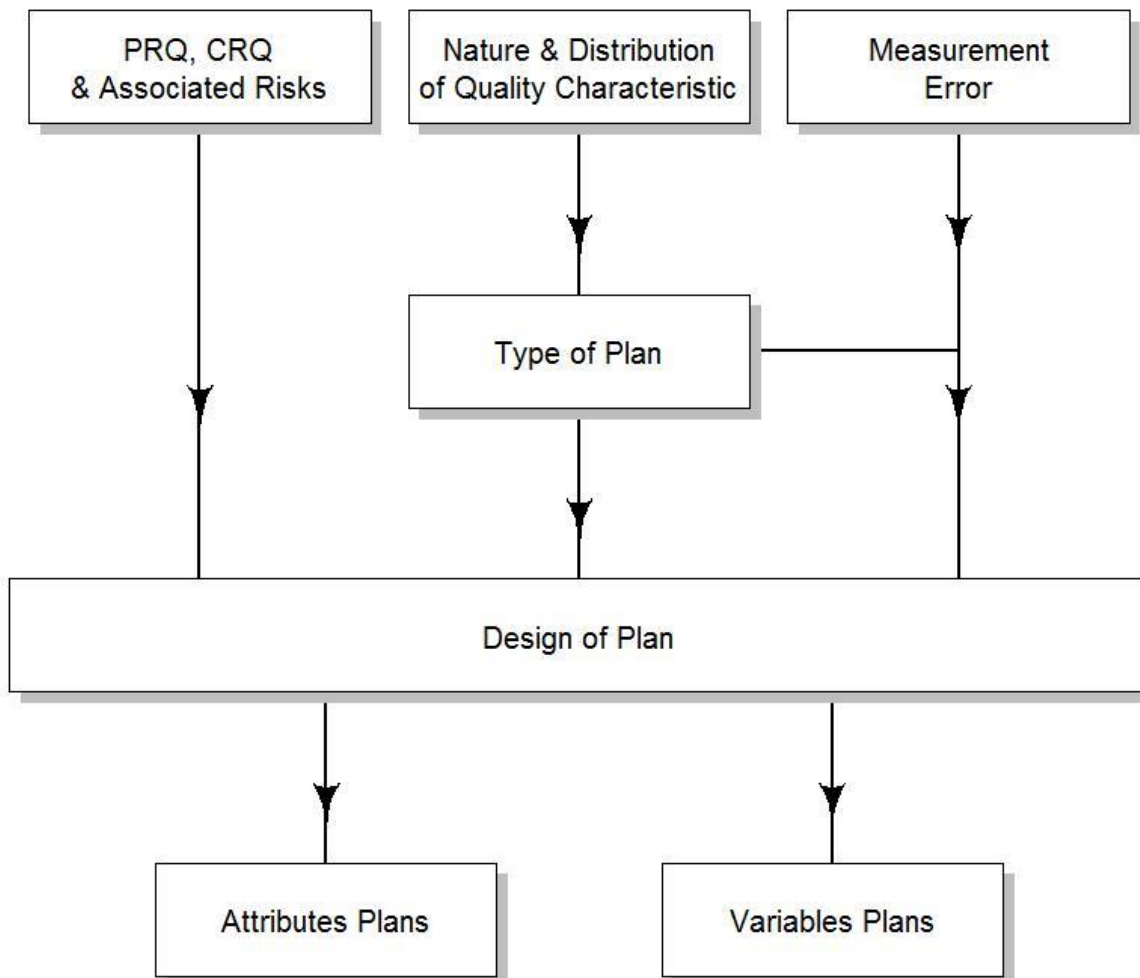 PRQ, CRQ
& Associated Risks
Nature & Distribution
of Quality Characteristic
Measurement
Error
Type of Plan
Design of Plan
Attributes Plans
Variables Plans